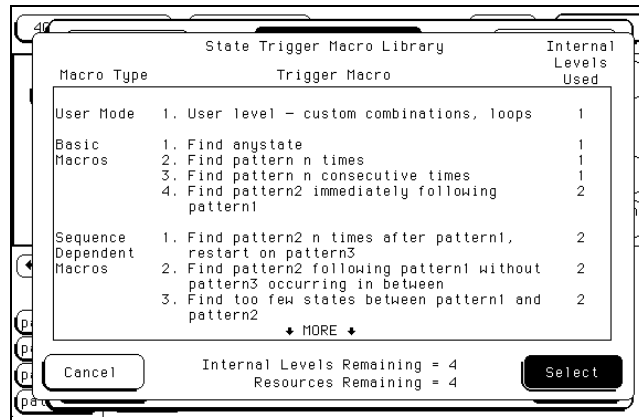 40
State Trigger Macro Library
Internal
Levels
Used
Macro Type Trigger Macro
User Mode 1. User level – custom combinations, loops 1
Basic 1. Find anystate 1
Macros 2. Find pattern n times 1
3. Find pattern n consecutive times 1
4. Find pattern2 immediately following 2
pattern1
Sequence 1. Find pattern2 n times after pattern1, 2
Dependent restart on pattern3
Macros 2. Find pattern2 following pattern1 without 2
pattern3 occurring in between
3. Find too few states between pattern1 and 2
pattern2
↓ MORE ↓
Cancel
Internal Levels Remaining = 4
Resources Remaining = 4
Select